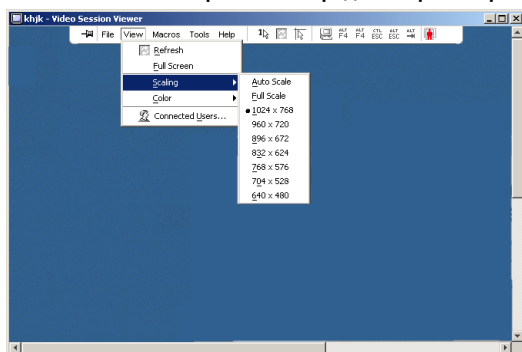 khjk - Video Session Viewer
File View Macros Tools Help ALT F4 ALT F4 CTL ESC ALT ESC ALT
Refresh
Full Screen
Scaling
Color
Connected Users...
Auto Scale
Full Scale
1024 x 768
960 x 720
896 x 672
832 x 624
768 x 576
704 x 528
640 x 480